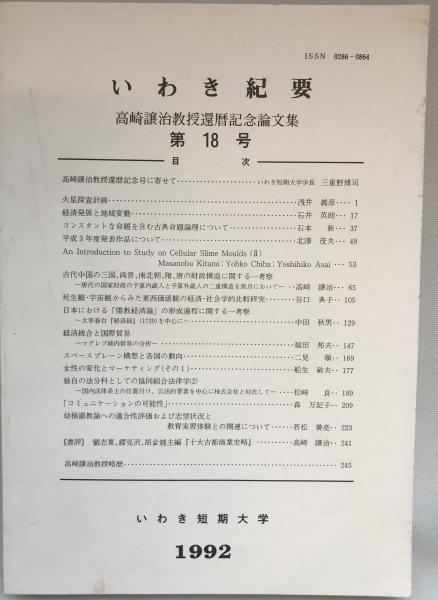 ISSN 0286-0864
いわき紀要
高崎譲治教授還暦記念論文集
第 18 号
目 次
高崎譲治教授還暦記念号に寄せて‥‥‥‥‥‥‥‥いわき短期大学学長 三重野博司
火星探査計画‥‥‥‥‥‥‥‥‥‥‥‥浅井 義彦‥‥ 1
経済発展と地域変動‥‥‥‥‥‥‥‥‥‥‥‥石井 英朗‥‥ 17
コンスタントな命題を含む古典命題論理について‥‥‥‥‥‥石本 新‥‥ 37
平成3年度発表作品について‥‥‥‥‥‥‥‥‥‥北澤 茂夫‥‥ 49
An Introduction to Study on Cellular Slime Moulds (Ⅱ)
Masanobu Kitami : Yohko Chiba : Yoshihiko Asai ‥‥ 53
古代中国の三国、両晋、南北朝、隋、唐の財政構造に関する一考察
―唐代の国家財政の予算内歳入と予算外歳入の二重構造を焦点において― ‥高崎 譲治‥‥ 65
死生観・宇宙観からみた東西価値観の経済・社会学的比較研究‥‥‥‥谷口 典子‥‥ 105
日本における「儒教経済論」の形成過程に関する一考察
～太宰春台『経済録』(1729)を中心に～‥‥‥‥‥‥中田 秋男‥ 129
経済統合と国際貿易
―マグレブ域内貿易の分析―‥‥‥‥‥‥‥‥福田 邦夫‥‥ 147
スペースプレーン構想と各国の動向‥‥‥‥‥‥‥‥二見 順‥‥ 169
女性の変化とマーケティング(その1)‥‥‥‥‥‥‥‥船生 敏夫‥‥ 177
独自の法分科としての協同組合法律学(2)
―国内法体系上の位置付け、公法的要素を中心に株式会社と対比して― ‥‥松崎 良‥‥ 189
「コミュニケーションの可能性」‥‥‥‥‥‥‥‥森 万記子‥ 209
幼稚園教諭への適合性評価および志望状況と
教育実習体験との関連について‥‥‥‥若松 養亮‥ 223
《書評》 劉志寛、繆克沢、胡金越主編『十大古都商業史略』‥‥‥‥高崎 譲治‥ 241
高崎譲治教授略歴‥‥‥‥‥‥‥‥‥‥‥‥245
いわき短期大学
1992